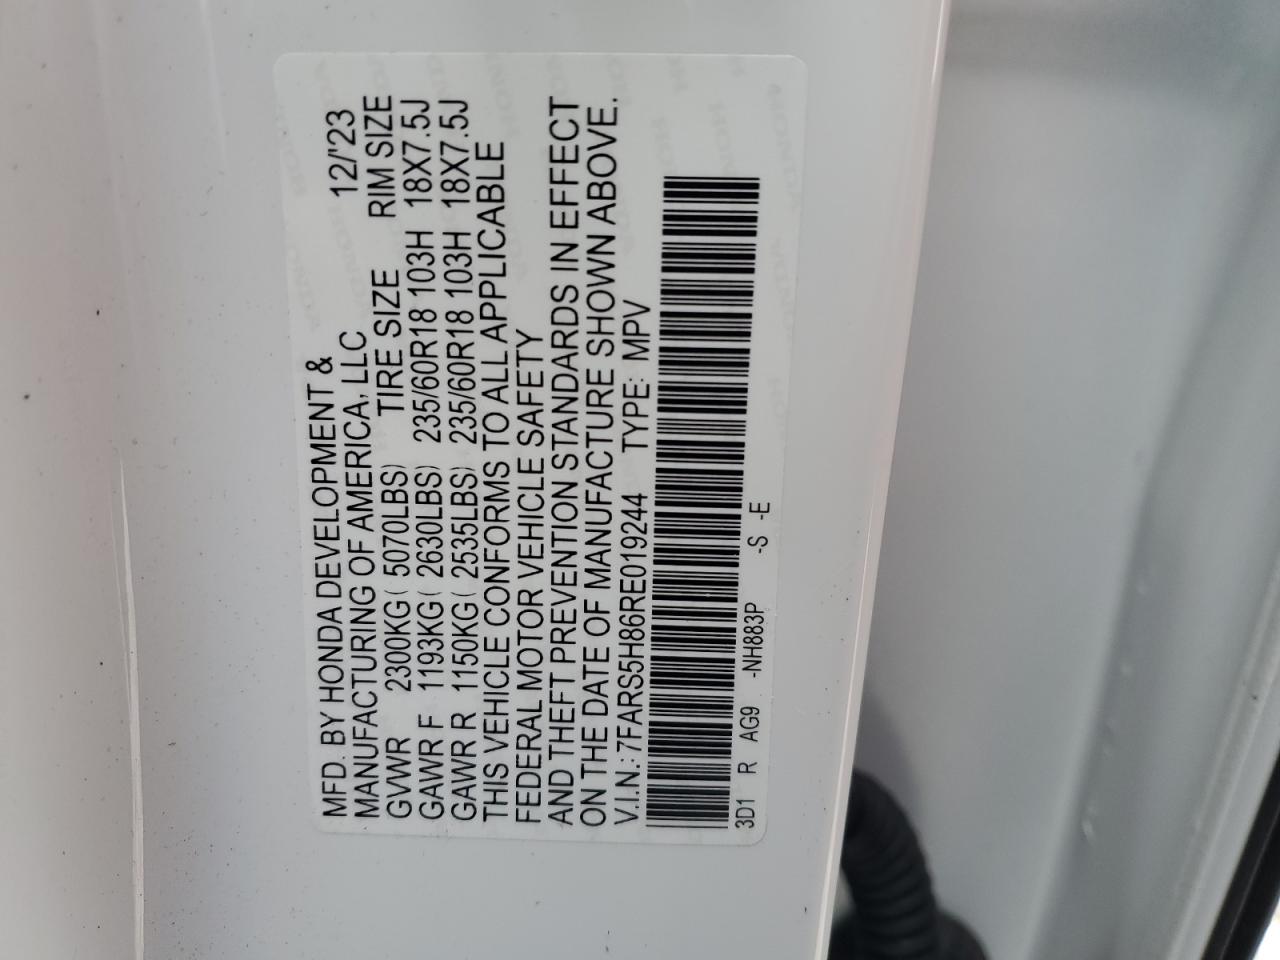 MFD. BY HONDA DEVELOPMENT &
MANUFACTURING OF AMERICA, LLC 12/'23
GVWR 2300KG( 5070LBS) TIRE SIZE RIM SIZE
GAWR F 1193KG( 2630LBS) 235/60R18 103H 18X7.5J
GAWR R 1150KG( 2535LBS) 235/60R18 103H 18X7.5J
THIS VEHICLE CONFORMS TO ALL APPLICABLE
FEDERAL MOTOR VEHICLE SAFETY
AND THEFT PREVENTION STANDARDS IN EFFECT
ON THE DATE OF MANUFACTURE SHOWN ABOVE.
V.I.N.: 7FARS5H86RE019244 TYPE: MPV
3D1 R AG9 -NH883P -S -E